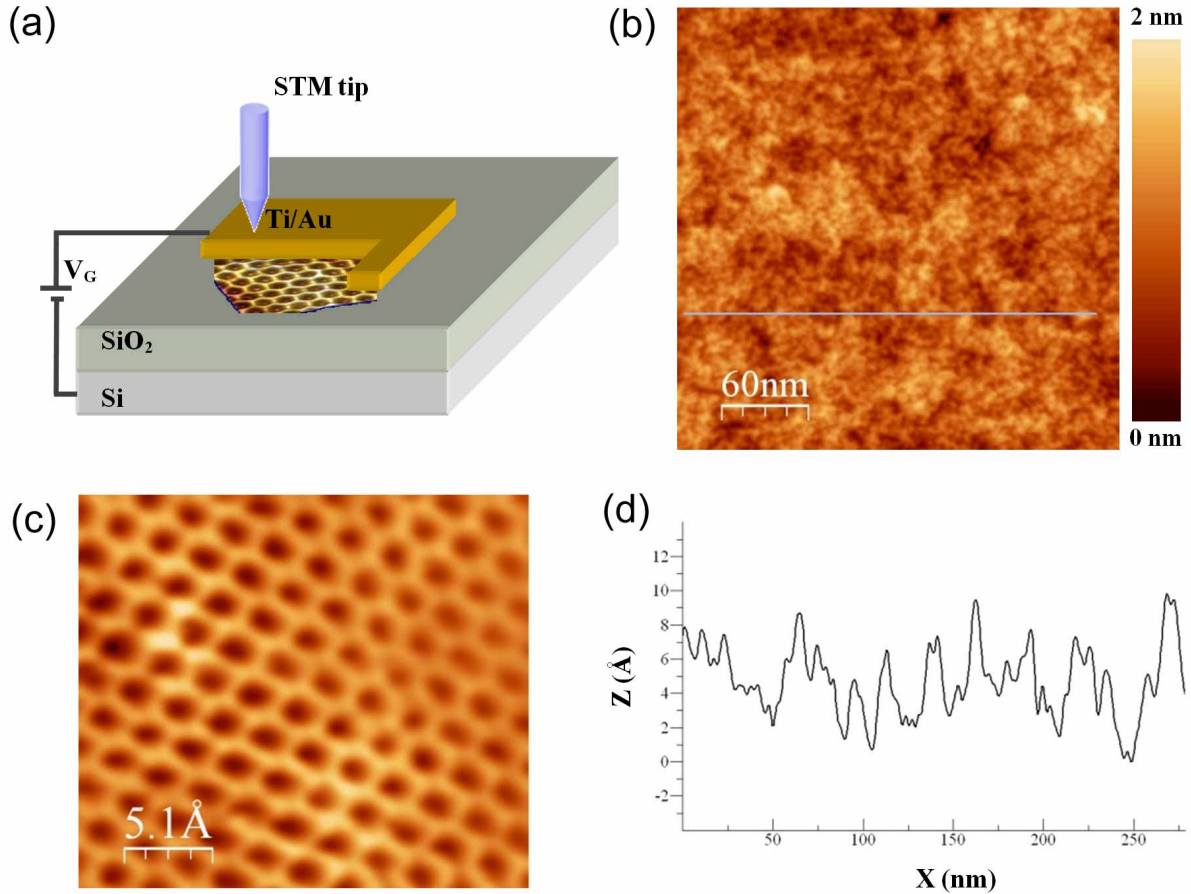 (a)
STM tip
Ti/Au
V_G
SiO₂
Si
(b)
2 nm
60nm
0 nm
(c)
5.1Å
(d)
Z (Å)
12
10
8
6
4
2
0
-2
50
100
150
200
250
X (nm)